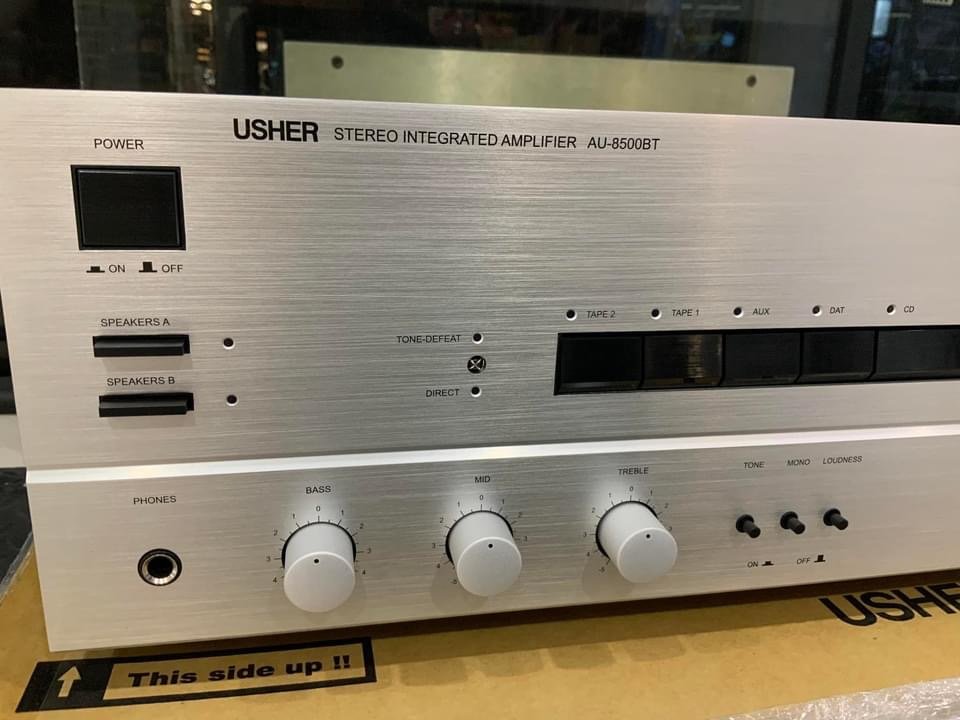 USHER STEREO INTEGRATED AMPLIFIER AU-8500BT
POWER
ON OFF
SPEAKERS A
SPEAKERS B
TONE-DEFEAT
DIRECT
TAPE 2 TAPE 1 AUX DAT CD
PHONES
BASS
MID
TREBLE
TONE MONO LOUDNESS
ON OFF
This side up !!